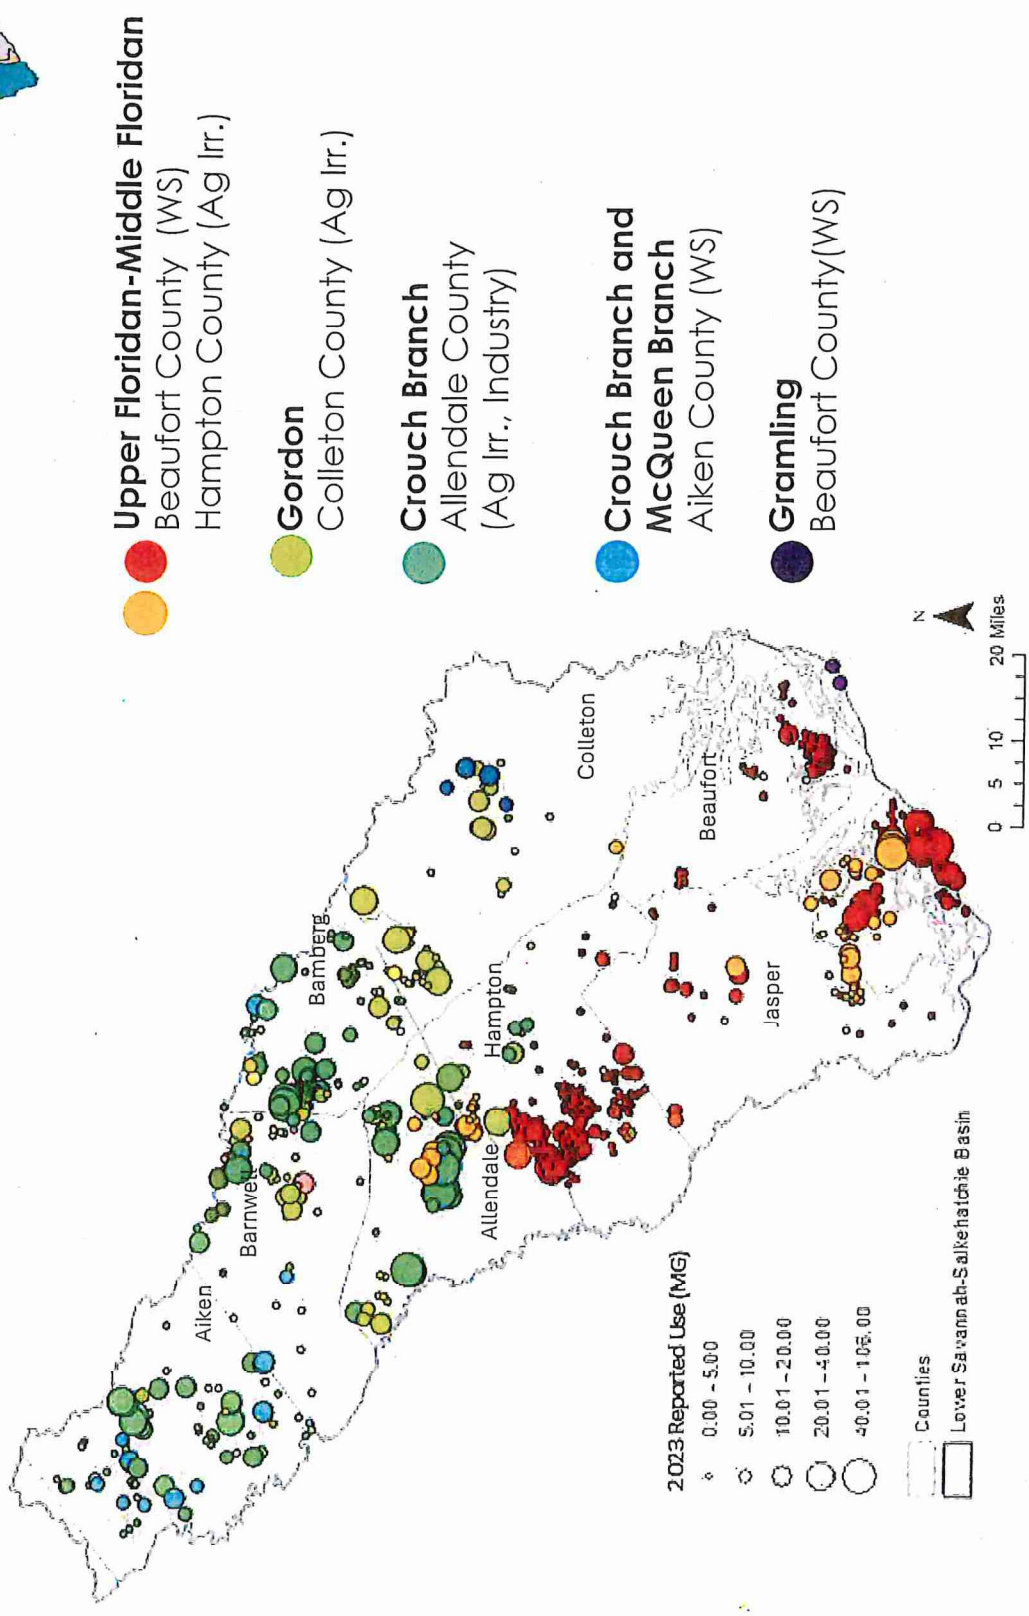 Upper Floridan-Middle Floridan
Beaufort County (WS)
Hampton County (Ag Irr.)
Gordon
Colleton County (Ag Irr.)
Crouch Branch
Allendale County
(Ag Irr., Industry)
Crouch Branch and
McQueen Branch
Aiken County (WS)
Gramling
Beaufort County(WS)
Aiken
Barnwell
Bamberg
Allendale
Hampton
Colleton
Jasper
Beaufort
2023 Reported Use (MG)
0.00 - 5.00
5.01 - 10.00
10.01 - 20.00
20.01 - 40.00
40.01 - 106.00
Counties
Lower Savannah-Salkehatchie Basin
N
0 5 10 20 Miles